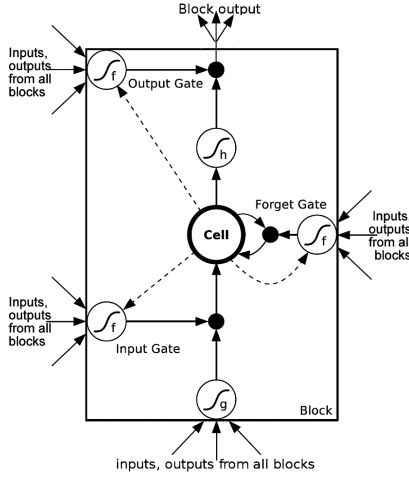 Block output
Inputs,
outputs
from all
blocks
f
Output Gate
h
Forget Gate
Cell
f
Inputs
outputs
from all
blocks
Inputs,
outputs
from all
blocks
f
Input Gate
g
Block
inputs, outputs from all blocks